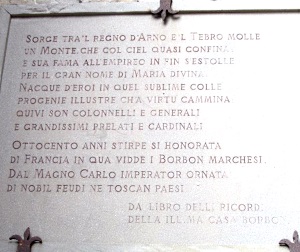 Sorge tra'l regno d'Arno e'l Tebro molle
un Monte, che col ciel quasi confina
e sua fama all'empireo in fin s'estolle
per il gran nome di Maria divina.
Nacque d'eroi in quel sublime colle
progenie illustre ch'a virtù cammina
quivi son colonnelli e generali
e grandissimi prelati e cardinali
Ottocento anni stirpe sì honorata
di Francia in qua vidde i Borbon marchesi.
Dal Magno Carlo imperator ornata
di nobil feudi ne toscan paesi.
da libro delli ricord.
della ill.ma casa Borbon.